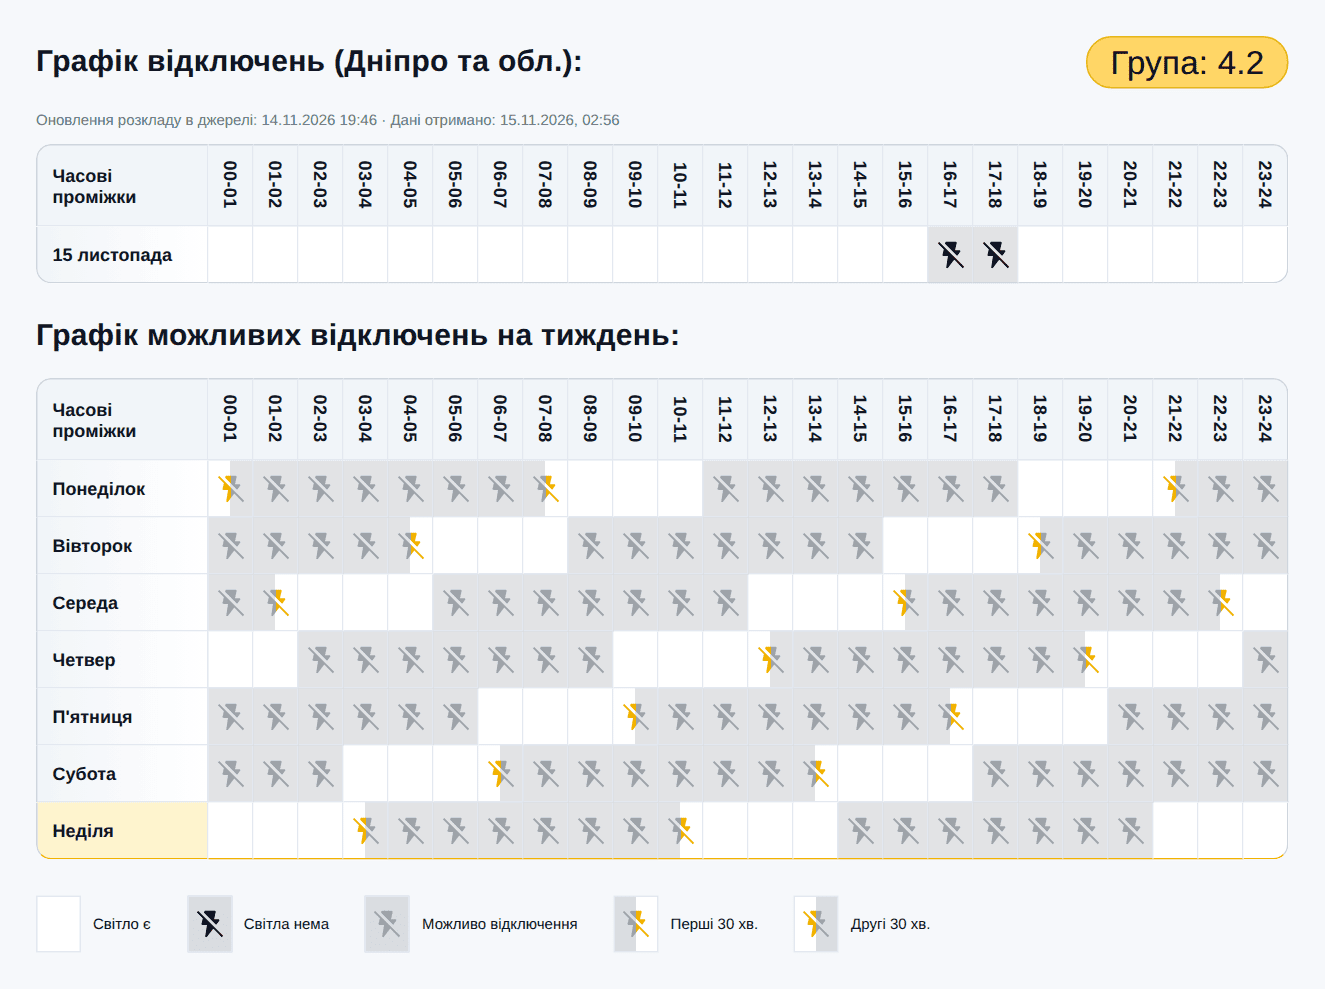 Графік відключень (Дніпро та обл.):
Група: 4.2
Оновлення розкладу в джерелі: 14.11.2026 19:46 · Дані отримано: 15.11.2026, 02:56
Часові
проміжки
00-01 01-02 02-03 03-04 04-05 05-06 06-07 07-08 08-09 09-10 10-11 11-12 12-13 13-14 14-15 15-16 16-17 17-18 18-19 19-20 20-21 21-22 22-23 23-24
15 листопада
Графік можливих відключень на тиждень:
Часові
проміжки
00-01 01-02 02-03 03-04 04-05 05-06 06-07 07-08 08-09 09-10 10-11 11-12 12-13 13-14 14-15 15-16 16-17 17-18 18-19 19-20 20-21 21-22 22-23 23-24
Понеділок
Вівторок
Середа
Четвер
П'ятниця
Субота
Неділя
Світло є
Світла нема
Можливо відключення
Перші 30 хв.
Другі 30 хв.